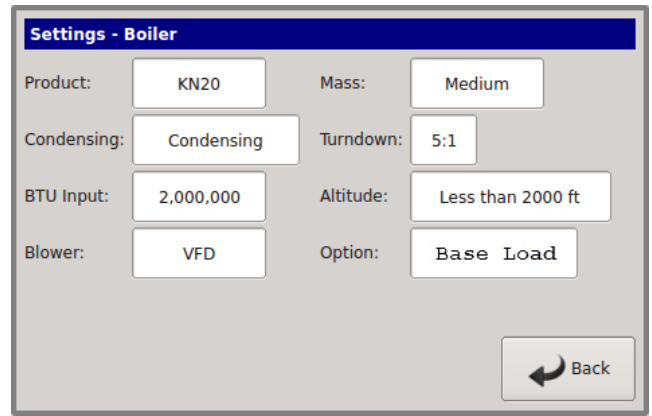 Settings - Boiler
Product: KN20 Mass: Medium
Condensing: Condensing Turndown: 5:1
BTU Input: 2,000,000 Altitude: Less than 2000 ft
Blower: VFD Option: Base Load
Back